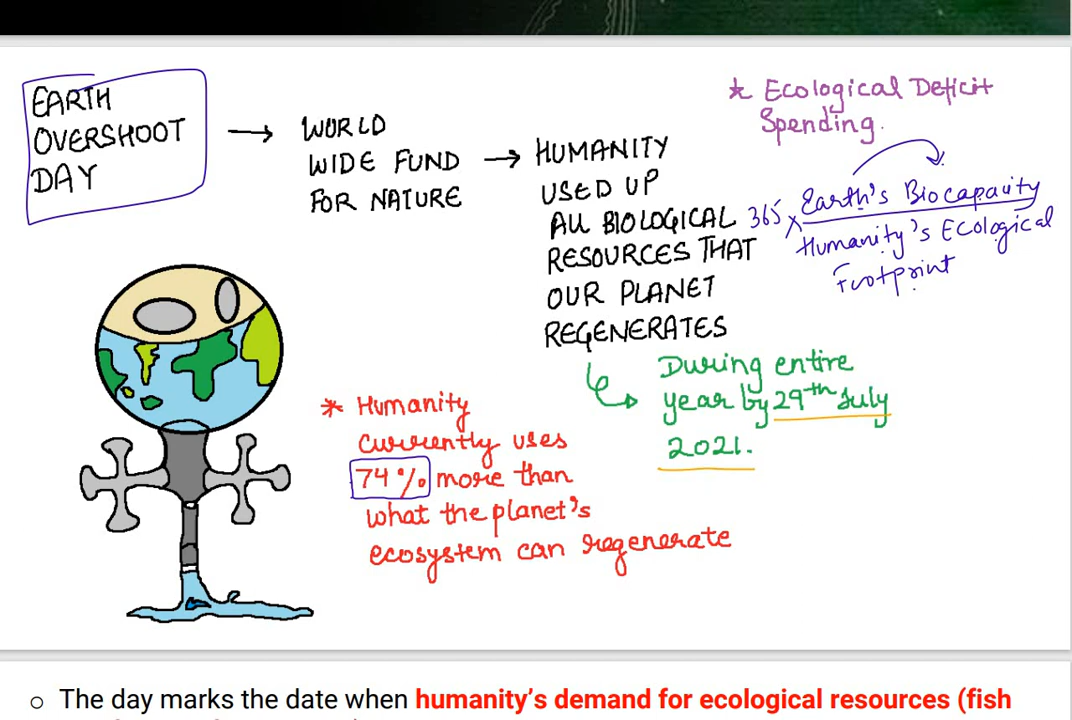 EARTH
OVERSHOOT
DAY
WORLD
WIDE FUND
FOR NATURE
HUMANITY
USED UP
ALL BIOLOGICAL
RESOURCES THAT
OUR PLANET
REGENERATES
During entire
year by 29th July
2021.
* Ecological Deficit
Spending.
365 x Earth's Biocapacity
Humanity's Ecological
Footprint
* Humanity
currently uses
74% more than
what the planet's
ecosystem can regenerate
○ The day marks the date when humanity's demand for ecological resources (fish